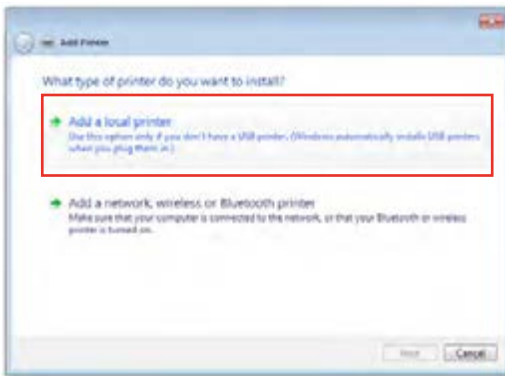 Add Printer
What type of printer do you want to install?
Add a local printer
Use this option only if you don't have a USB printer. (Windows automatically installs USB printers
when you plug them in.)
Add a network, wireless or Bluetooth printer
Make sure that your computer is connected to the network, or that your Bluetooth or wireless
printer is turned on.
Next Cancel